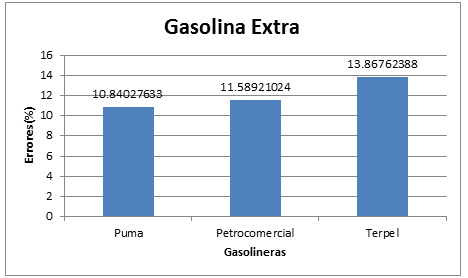 Gasolina Extra
Errores(%)
16
14
12
10
8
6
4
2
0
10.84027633
11.58921024
13.86762388
Puma
Petrocomercial
Terpel
Gasolineras